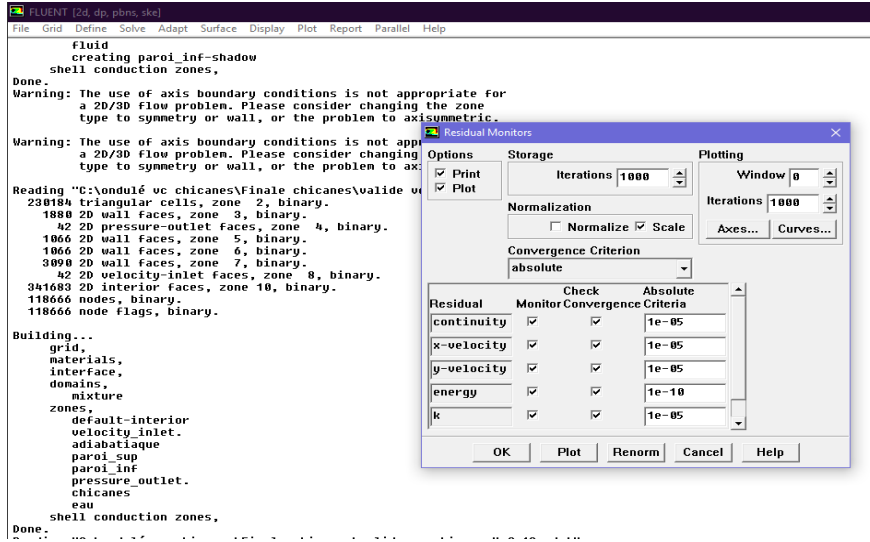 FLUENT [2d, dp, pbns, ske]
File Grid Define Solve Adapt Surface Display Plot Report Parallel Help
fluid
creating paroi_inf-shadow
shell conduction zones,
Done.
Warning: The use of axis boundary conditions is not appropriate for
a 2D/3D flow problem. Please consider changing the zone
type to symmetry or wall, or the problem to axisymmetric.
Warning: The use of axis boundary conditions is not
a 2D/3D flow problem. Please consider changing
type to symmetry or wall, or the problem to
Reading "C:\ondulé vc chicanes\Finale chicanes\valide
230184 triangular cells, zone 2, binary.
1880 2D wall faces, zone 3, binary.
42 2D pressure-outlet faces, zone 4, binary.
1066 2D wall faces, zone 5, binary.
1066 2D wall faces, zone 6, binary.
3090 2D wall faces, zone 7, binary.
42 2D velocity-inlet faces, zone 8, binary.
341683 2D interior faces, zone 10, binary.
118666 nodes, binary.
118666 node flags, binary.
Building...
grid,
materials,
interface,
domains,
mixture
zones,
default-interior
velocity_inlet.
adiabatiaque
paroi_sup
paroi_inf
pressure_outlet.
chicanes
eau
shell conduction zones,
Done.
Residual Monitors
Options Storage Plotting
Print Iterations 1000 Window 0
Plot
Normalization Iterations 1000
Normalize Scale Axes... Curves...
Convergence Criterion
absolute
Check Absolute
Residual Monitor Convergence Criteria
continuity 1e-05
x-velocity 1e-05
y-velocity 1e-05
energy 1e-10
k 1e-05
OK Plot Renorm Cancel Help